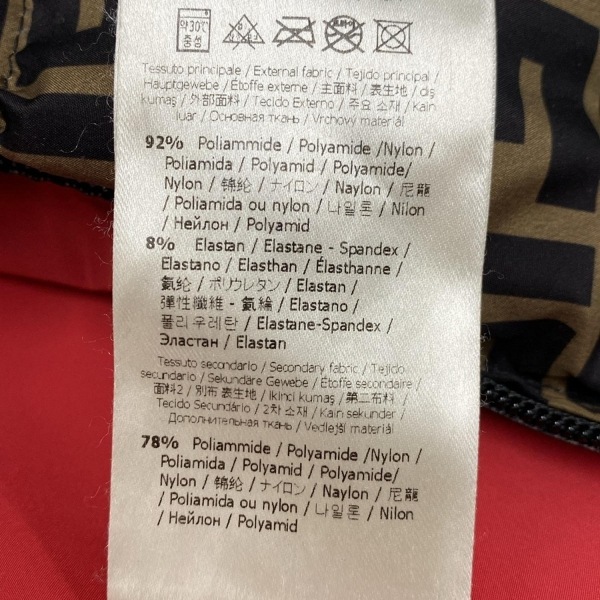 약30℃
중성
Tessuto principale / External fabric / Tejido principal /
Hauptgewebe / Étoffe externe / 主面料 / 表生地 / dış
kumaş / 外部面料 / Tecido Externo / 주요 소재 / kain
luar / Основная ткань / Vrchový materiál
92% Poliammide / Polyamide /Nylon /
Poliamida / Polyamid / Polyamide/
Nylon / 锦纶 / ナイロン / Naylon / 尼龍
/ Poliamida ou nylon / 나일론 / Nilon
/ Нейлон / Polyamid
8% Elastan / Elastane - Spandex /
Elastano / Elasthan / Élasthanne /
氨纶 / ポリウレタン / Elastan /
彈性纖維 - 氨綸 / Elastano /
폴리우레탄 / Elastane-Spandex /
Эластан / Elastan
Tessuto secondario / Secondary fabric / Tejido
secundario / Sekundäre Gewebe / Étoffe secondaire /
面料2 / 別布 表生地 / İkinci kumaş / 第二布料 /
Tecido Secundário / 2차 소재 / Kain sekunder /
Дополнительная ткань / Vedlejší materiál
78% Poliammide / Polyamide /Nylon /
Poliamida / Polyamid / Polyamide/
Nylon / 锦纶 / ナイロン / Naylon / 尼龍
/ Poliamida ou nylon / 나일론 / Nilon
/ Нейлон / Polyamid